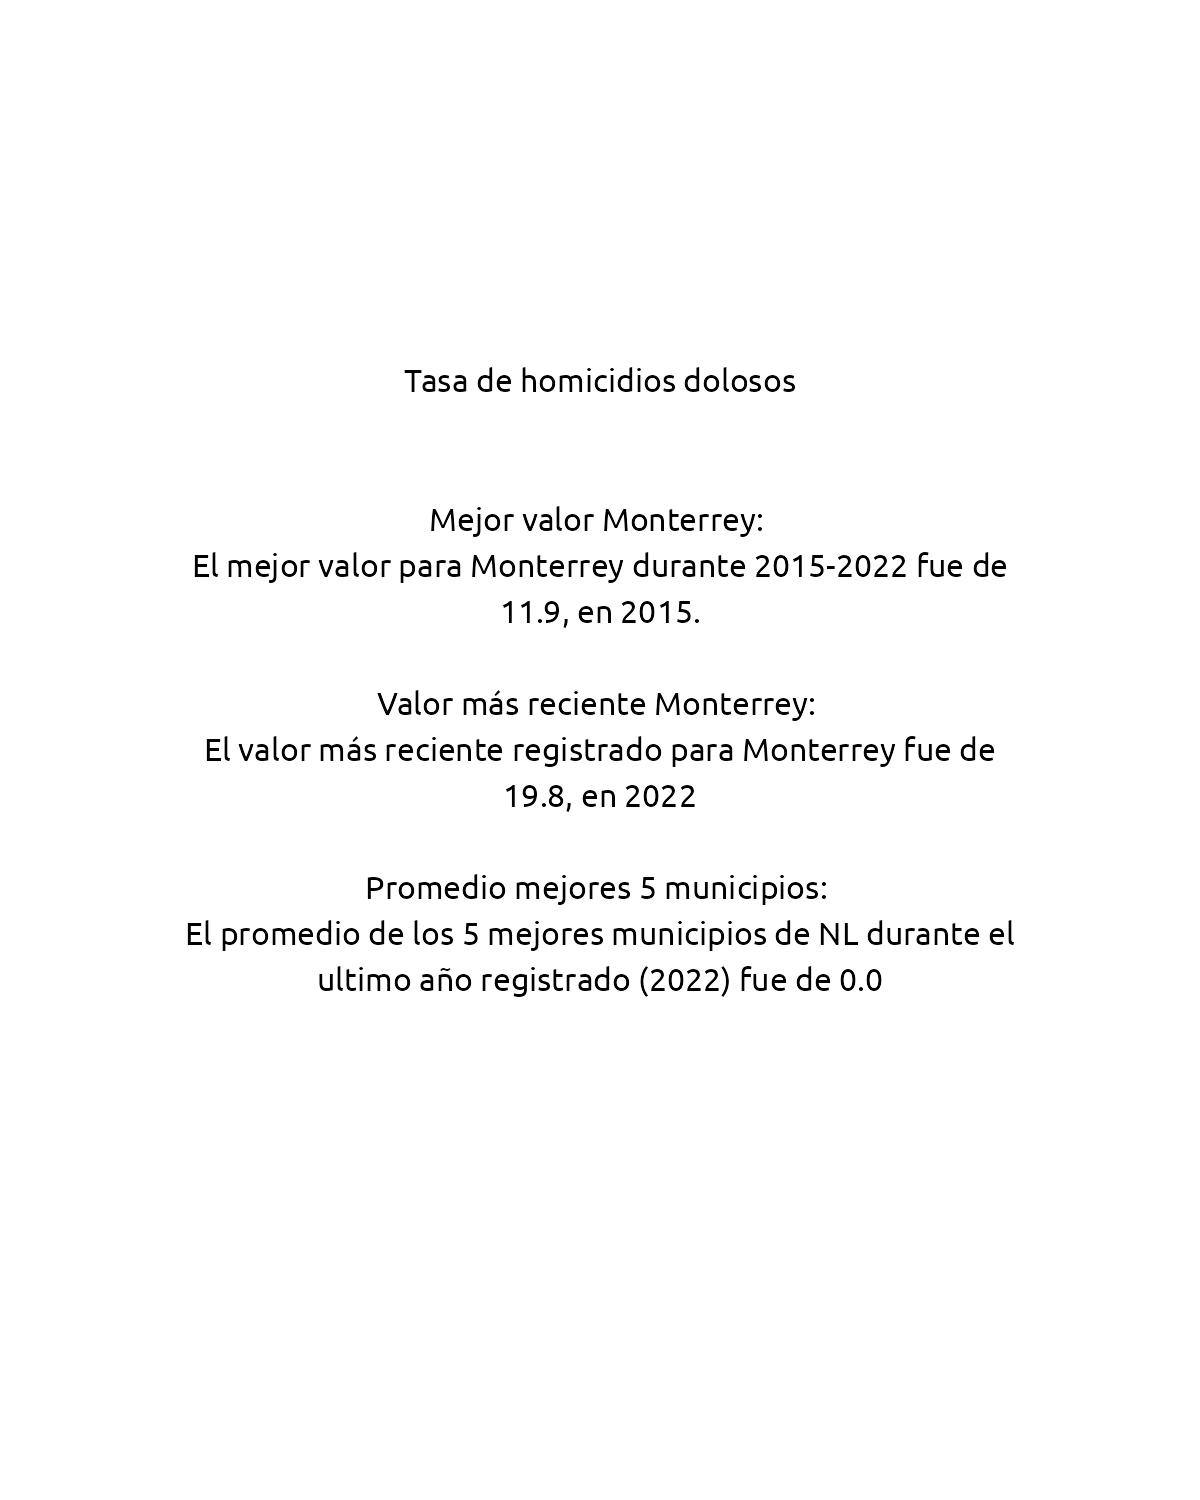 Tasa de homicidios dolosos
Mejor valor Monterrey:
El mejor valor para Monterrey durante 2015-2022 fue de
11.9, en 2015.
Valor más reciente Monterrey:
El valor más reciente registrado para Monterrey fue de
19.8, en 2022
Promedio mejores 5 municipios:
El promedio de los 5 mejores municipios de NL durante el
ultimo año registrado (2022) fue de 0.0